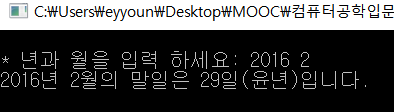 C:₩Users₩eyyoun₩Desktop₩MOOC₩컴퓨터공학입문
* 년과 월을 입력 하세요: 2016 2
2016년 2월의 말일은 29일(윤년)입니다.